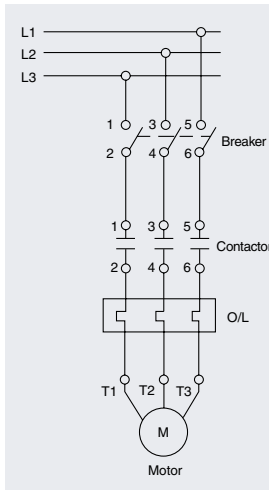 L1
L2
L3
1 3 5
2 4 6 Breaker
1 3 5
Contactor
2 4 6
O/L
T1 T2 T3
M
Motor